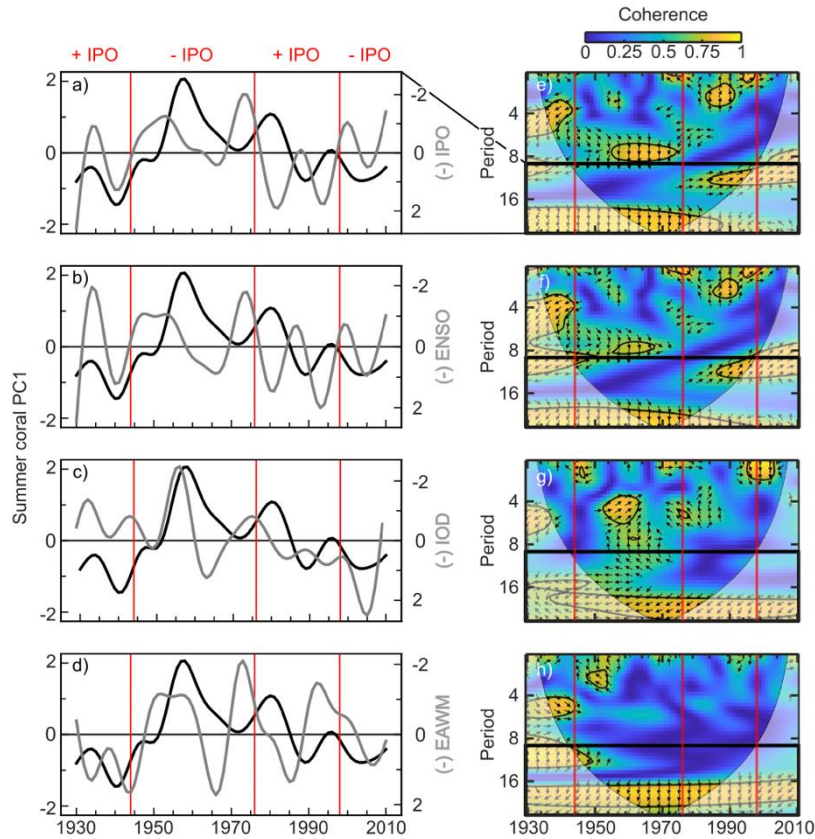 Coherence
0 0.25 0.5 0.75 1
+ IPO - IPO + IPO - IPO
a)
2
0
-2
-2
-1
0
1
2
(-) IPO
e)
4
8
16
Period
b)
2
0
-2
-2
0
2
(-) ENSO
f)
4
8
16
Period
Summer coral PC1
c)
2
0
-2
-2
0
2
(-) IOD
g)
4
8
16
Period
d)
2
0
-2
-2
0
2
(-) EAWM
h)
4
8
16
Period
1930 1950 1970 1990 2010
1930 1950 1970 1990 2010